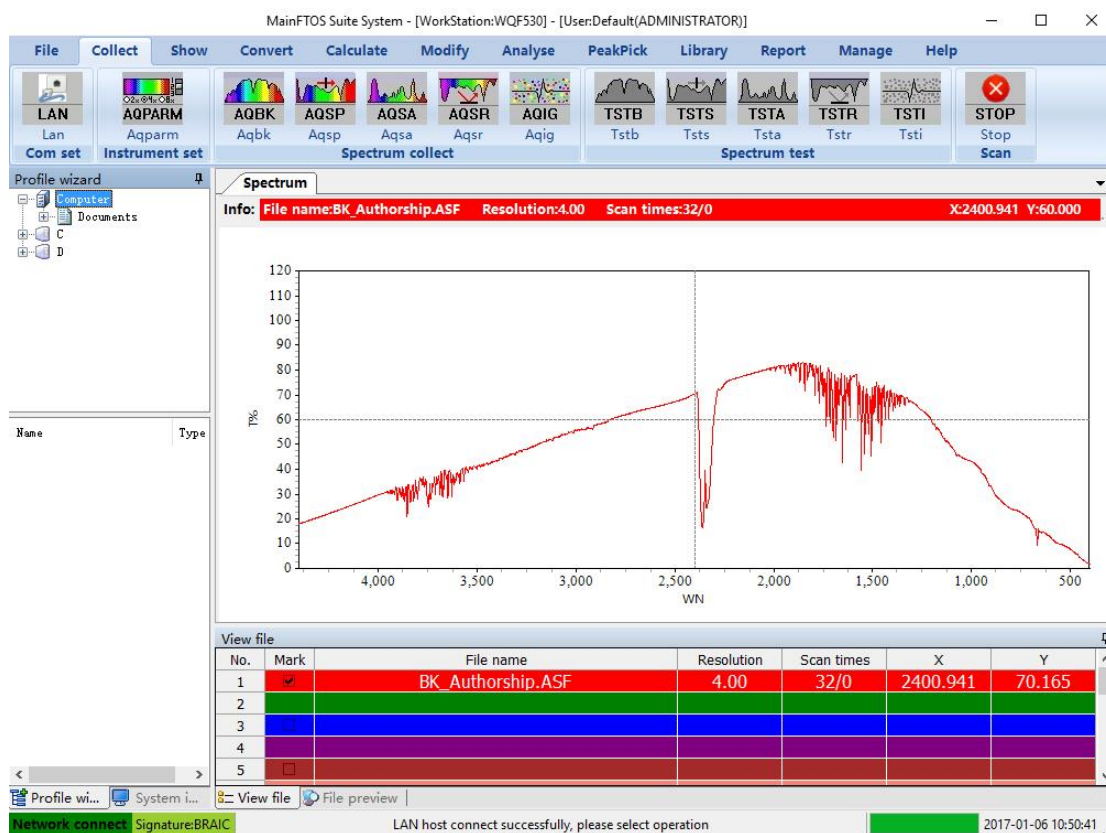 MainFTOS Suite System - [WorkStation:WQF530] - [User:Default(ADMINISTRATOR)]
File Collect Show Convert Calculate Modify Analyse PeakPick Library Report Manage Help
LAN AQPARM AQBK AQSP AQSA AQSR AQIG TSTB TSTS TSTA TSTR TSTI STOP
Lan Aqparm Aqbk Aqsp Aqsa Aqsr Aqig Tstb Tsts Tsta Tstr Tsti Stop
Com set Instrument set Spectrum collect Spectrum test Scan
Profile wizard
Computer
Documents
C
D
Name Type
Spectrum
Info: File name:BK_Authorship.ASF Resolution:4.00 Scan times:32/0 X:2400.941 Y:60.000
120
110
100
90
80
70
60
50
40
30
20
10
0
T%
4,000 3,500 3,000 2,500 2,000 1,500 1,000 500
WN
View file
No. Mark File name Resolution Scan times X Y
1 BK_Authorship.ASF 4.00 32/0 2400.941 70.165
2
3
4
5
Profile wi... System i... View file File preview
Network connect Signature:BRAIC LAN host connect successfully, please select operation 2017-01-06 10:50:41